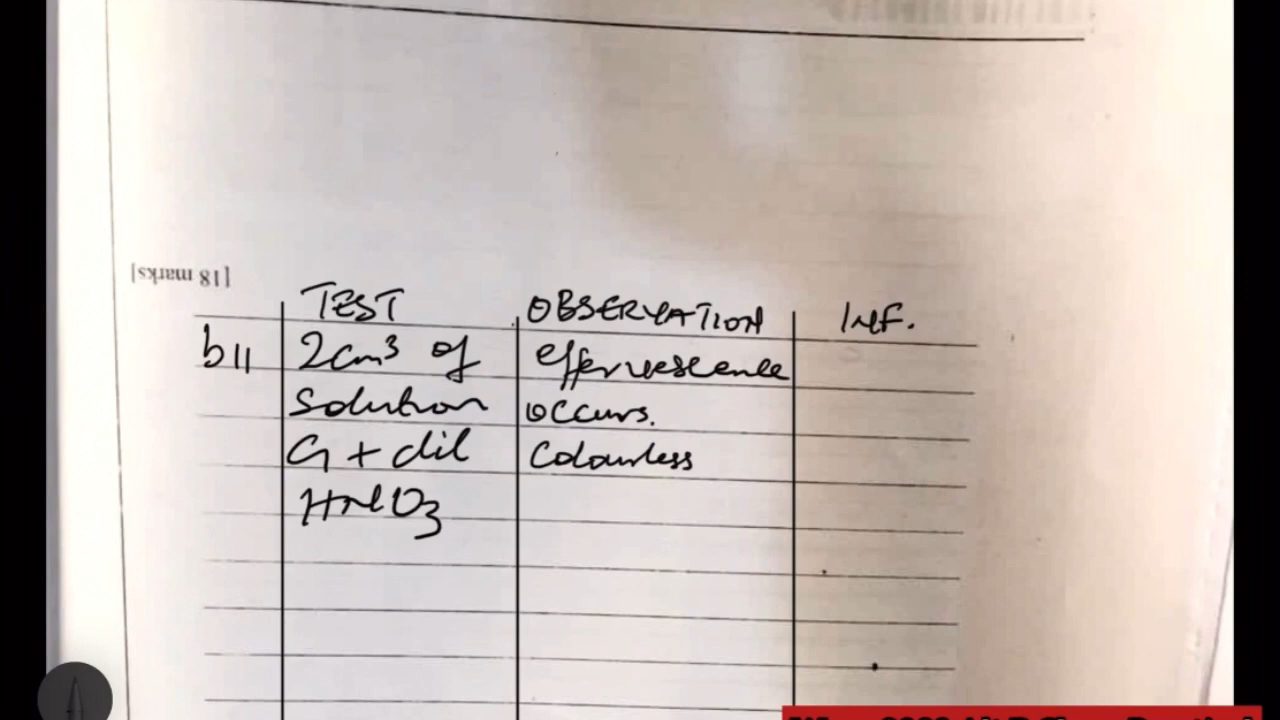 [18 marks]
TEST OBSERVATION INF.
b11 2cm³ of effervescence
solution occurs.
G + dil Colourless
HNO3